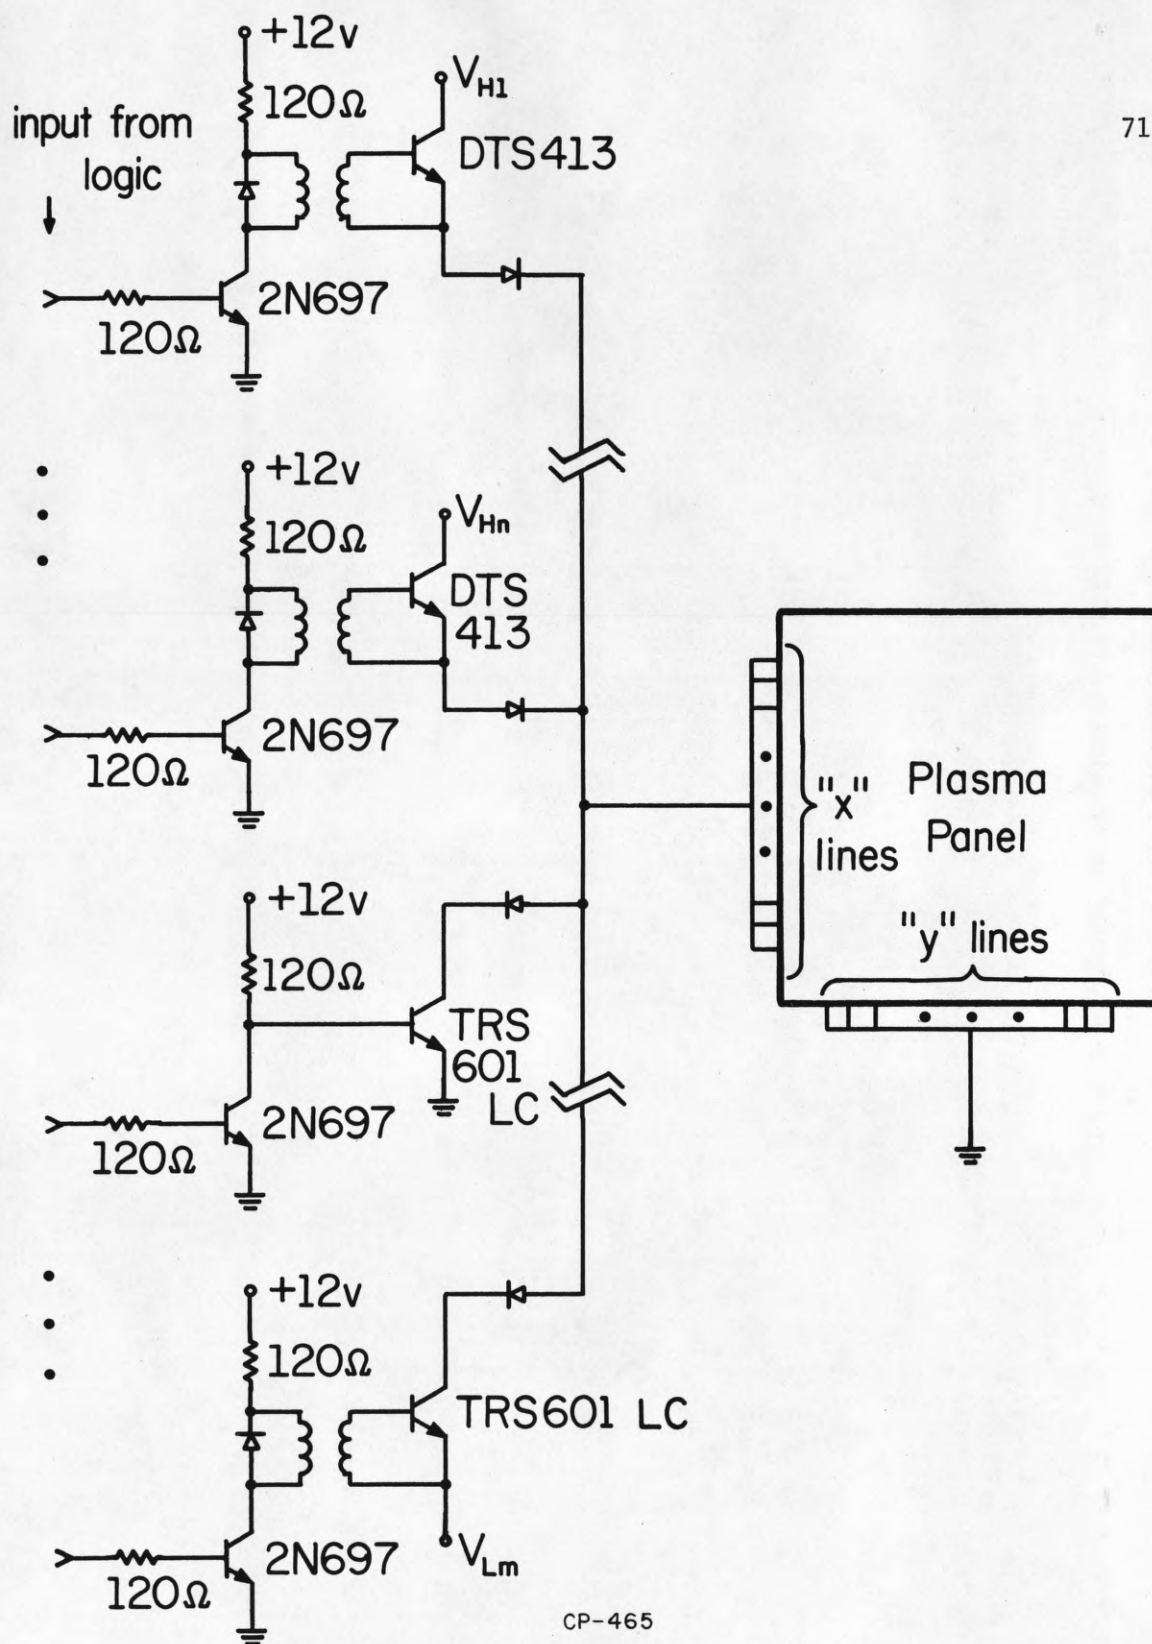 71
input from
logic
+12v
120Ω
V_H1
DTS413
2N697
120Ω
+12v
120Ω
V_Hn
DTS
413
2N697
120Ω
"x"
lines
Plasma
Panel
"y" lines
+12v
120Ω
TRS
601
LC
2N697
120Ω
+12v
120Ω
TRS601 LC
2N697
120Ω
V_Lm
CP-465